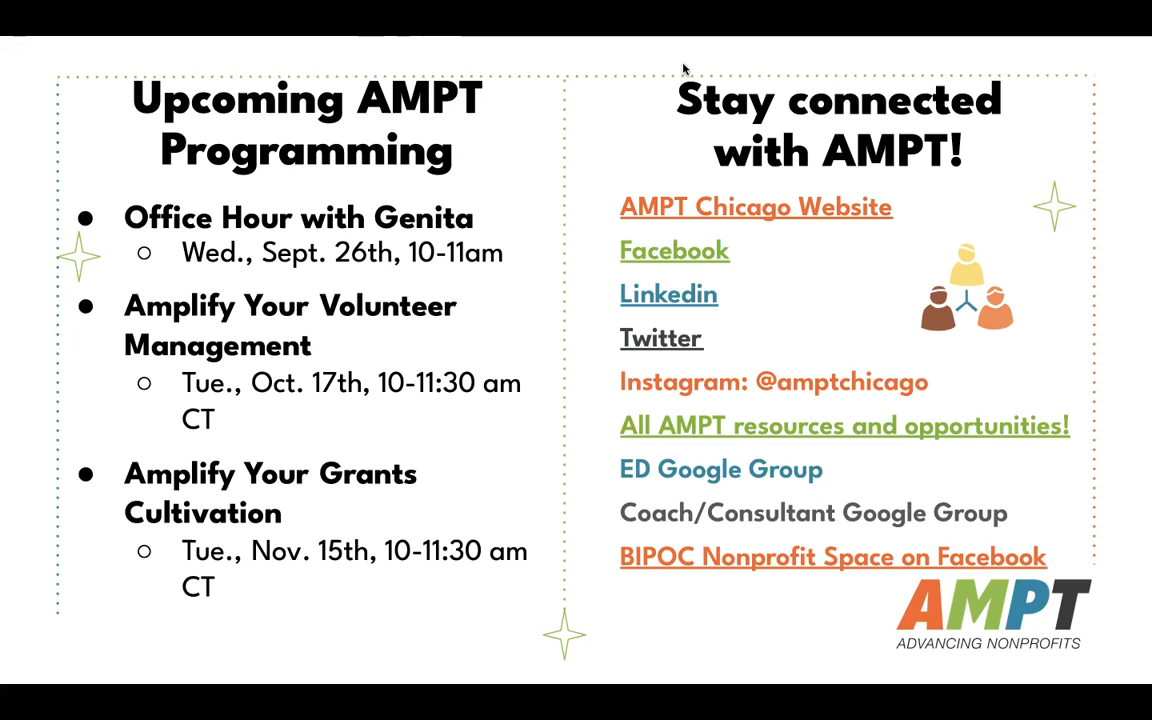 Upcoming AMPT
Programming
● Office Hour with Genita
○ Wed., Sept. 26th, 10-11am
● Amplify Your Volunteer
Management
○ Tue., Oct. 17th, 10-11:30 am
CT
● Amplify Your Grants
Cultivation
○ Tue., Nov. 15th, 10-11:30 am
CT
Stay connected
with AMPT!
AMPT Chicago Website
Facebook
Linkedin
Twitter
Instagram: @amptchicago
All AMPT resources and opportunities!
ED Google Group
Coach/Consultant Google Group
BIPOC Nonprofit Space on Facebook
AMPT
ADVANCING NONPROFITS